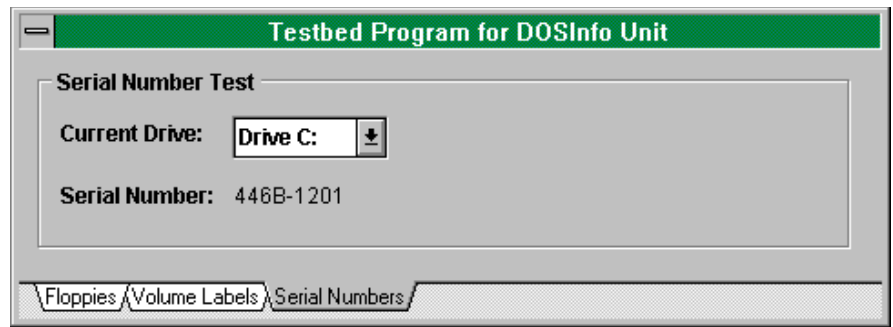 Testbed Program for DOSInfo Unit
Serial Number Test
Current Drive: Drive C:
Serial Number: 446B-1201
Floppies Volume Labels Serial Numbers